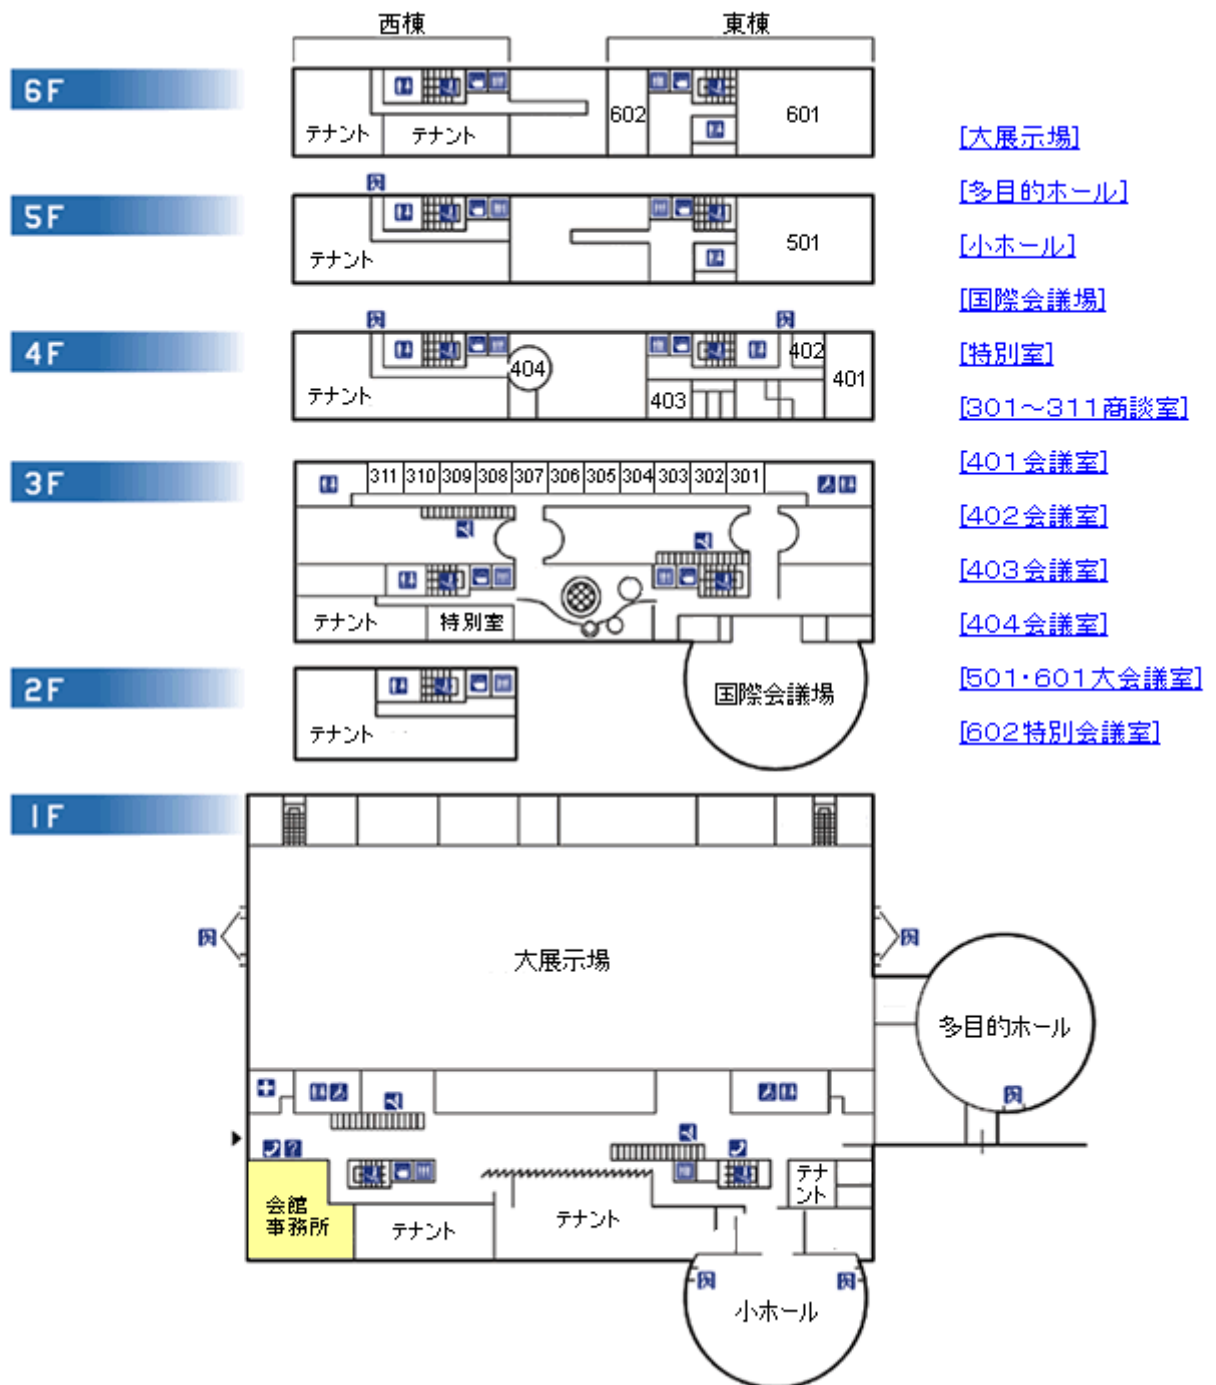 西棟
東棟
6F
テナント
テナント
602
601
5F
テナント
501
4F
テナント
404
403
402
401
3F
311 310 309 308 307 306 305 304 303 302 301
テナント
特別室
国際会議場
2F
テナント
1F
大展示場
多目的ホール
会館
事務所
テナント
テナント
テナ
ント
小ホール
[大展示場]
[多目的ホール]
[小ホール]
[国際会議場]
[特別室]
[301~311商談室]
[401会議室]
[402会議室]
[403会議室]
[404会議室]
[501・601大会議室]
[602特別会議室]